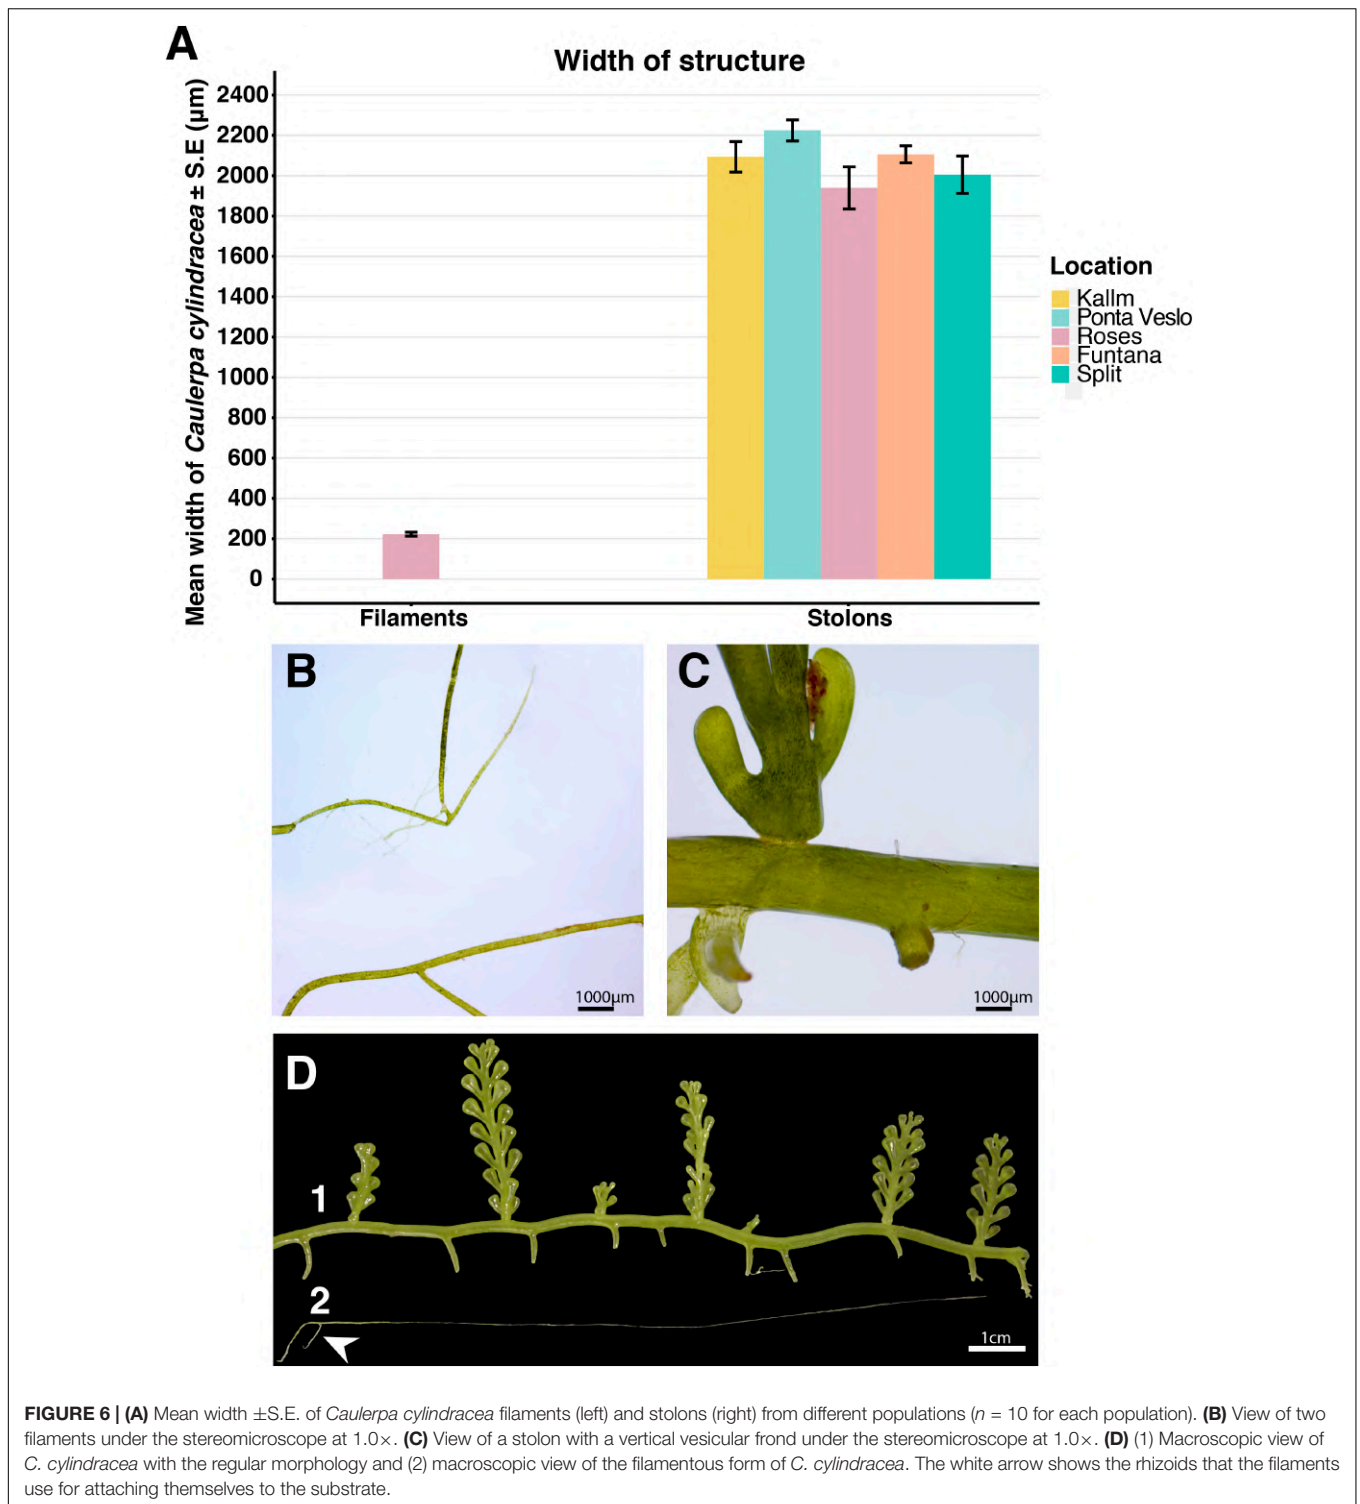 A
Width of structure
Mean width of Caulerpa cylindracea ± S.E (µm)
2400
2200
2000
1800
1600
1400
1200
1000
800
600
400
200
0
Filaments
Stolons
Location
Kallm
Ponta Veslo
Roses
Funtana
Split
B
1000µm
C
1000µm
D
1
2
1cm
FIGURE 6 | (A) Mean width ±S.E. of Caulerpa cylindracea filaments (left) and stolons (right) from different populations (n = 10 for each population). (B) View of two
filaments under the stereomicroscope at 1.0×. (C) View of a stolon with a vertical vesicular frond under the stereomicroscope at 1.0×. (D) (1) Macroscopic view of
C. cylindracea with the regular morphology and (2) macroscopic view of the filamentous form of C. cylindracea. The white arrow shows the rhizoids that the filaments
use for attaching themselves to the substrate.